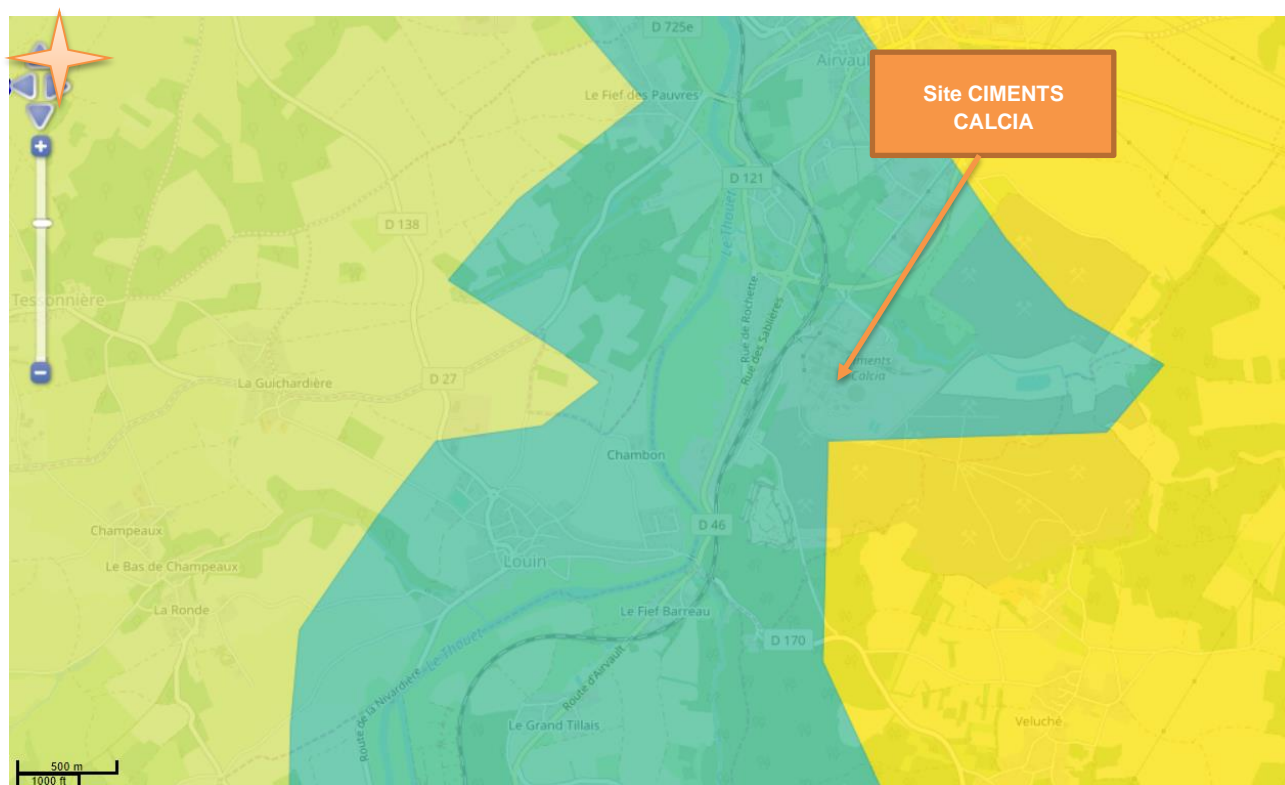 D 725e
Airvault
Le Fief des Pauvres
Site CIMENTS
CALCIA
D 121
Le Thouet
D 138
Tessonnière
Rue de Rochette
Rue des Sablières
Ciments
Calcia
La Guichardière
D 27
Chambon
D 46
Champeaux
Louin
Le Bas de Champeaux
La Ronde
Le Fief Barreau
D 170
Le Thouet
Route d'Airvault
Route de la Nivardière
Le Grand Tillais
Veluché
500 m
1000 ft